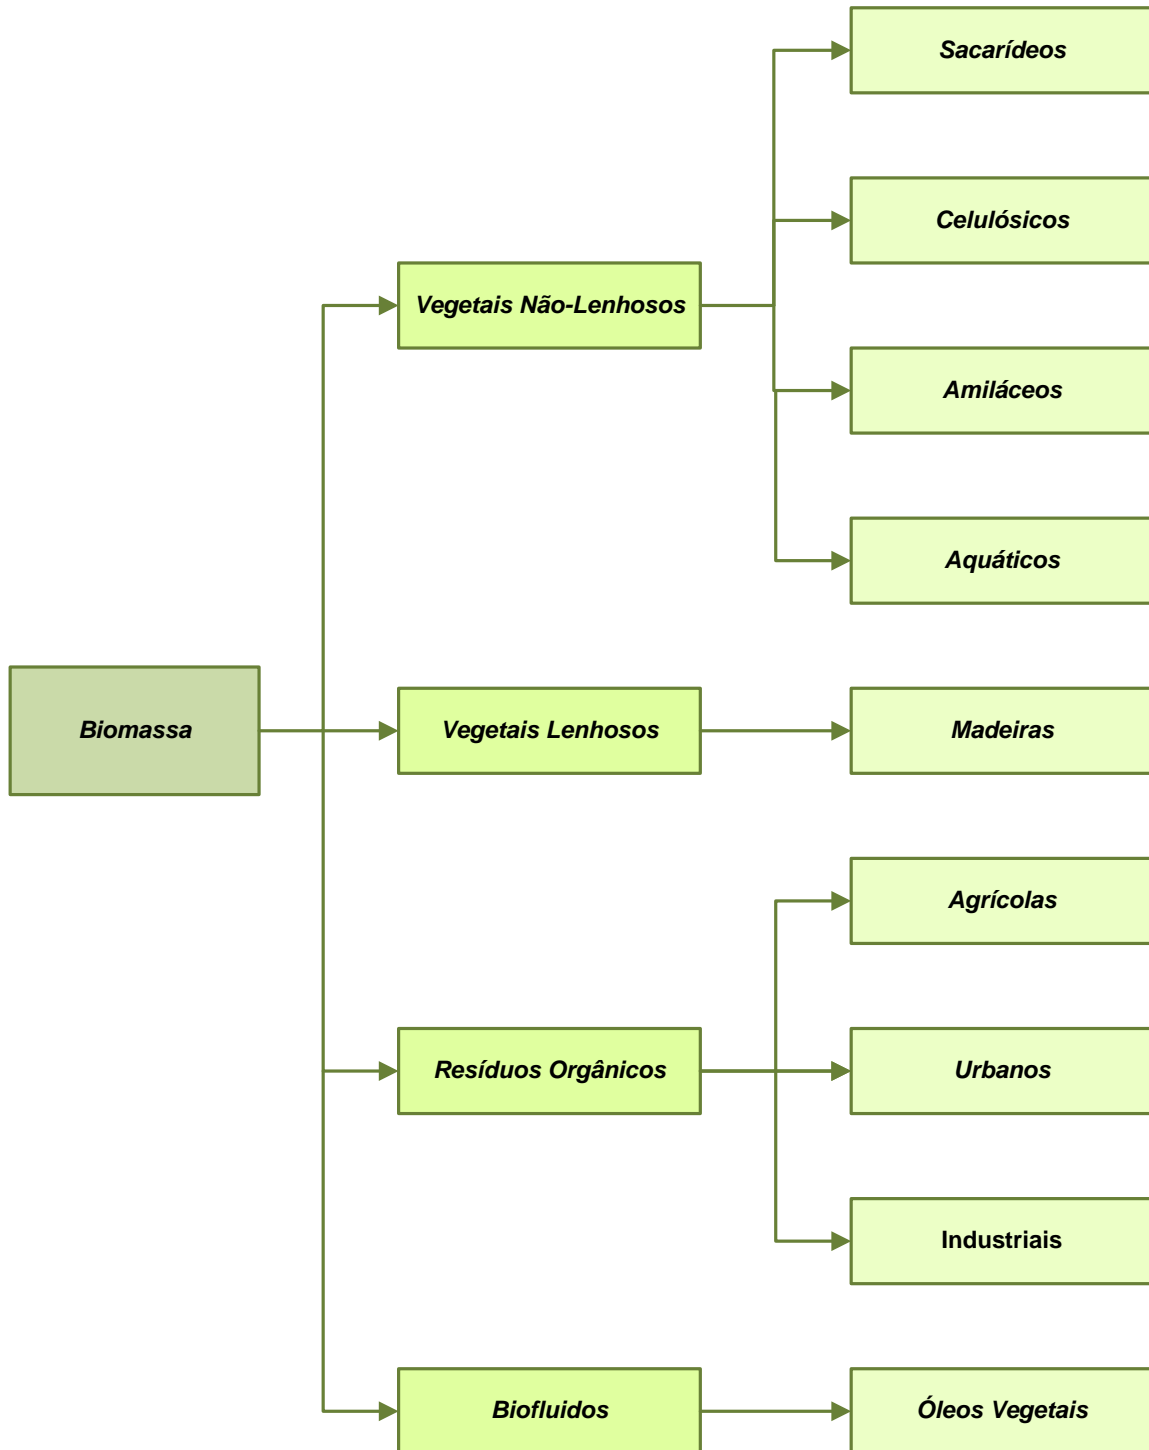 Sacarídeos
Celulósicos
Vegetais Não-Lenhosos
Amiláceos
Aquáticos
Biomassa
Vegetais Lenhosos
Madeiras
Agrícolas
Resíduos Orgânicos
Urbanos
Industriais
Biofluidos
Óleos Vegetais